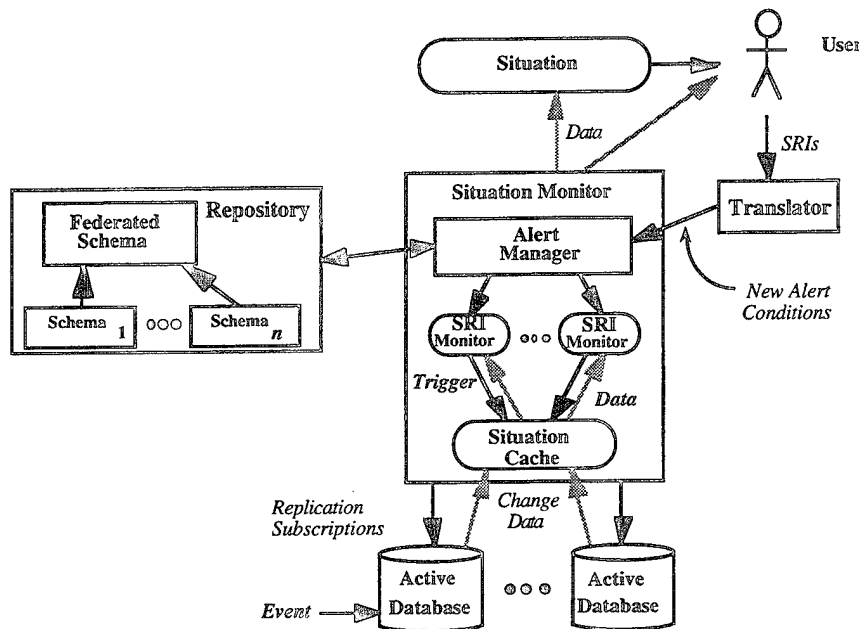 User
Situation
Data
SRIs
Situation Monitor
Translator
Repository
Federated
Schema
Alert
Manager
New Alert
Conditions
Schema 1
Schema n
SRI
Monitor
SRI
Monitor
Trigger
Data
Situation
Cache
Replication
Subscriptions
Change
Data
Active
Database
Active
Database
Event